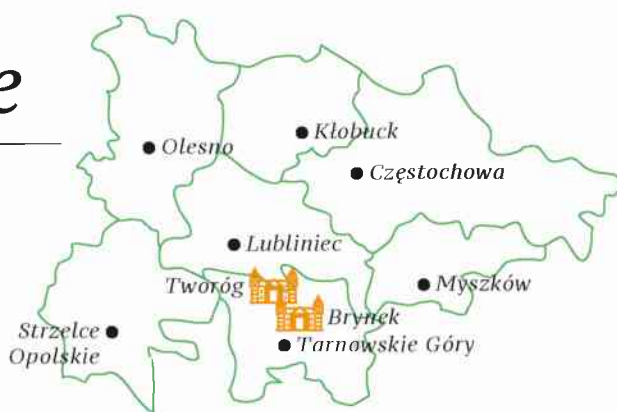 e
Olesno
Kłobuck
Częstochowa
Lubliniec
Tworóg
Myszków
Brynek
Strzelce
Opolskie
Tarnowskie Góry